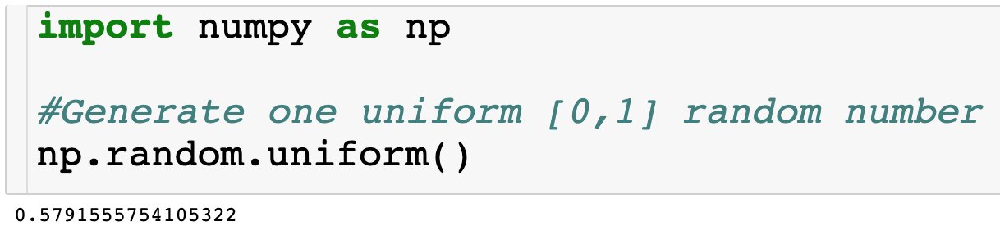 import numpy as np
#Generate one uniform [0,1] random number
np.random.uniform()
0.5791555754105322